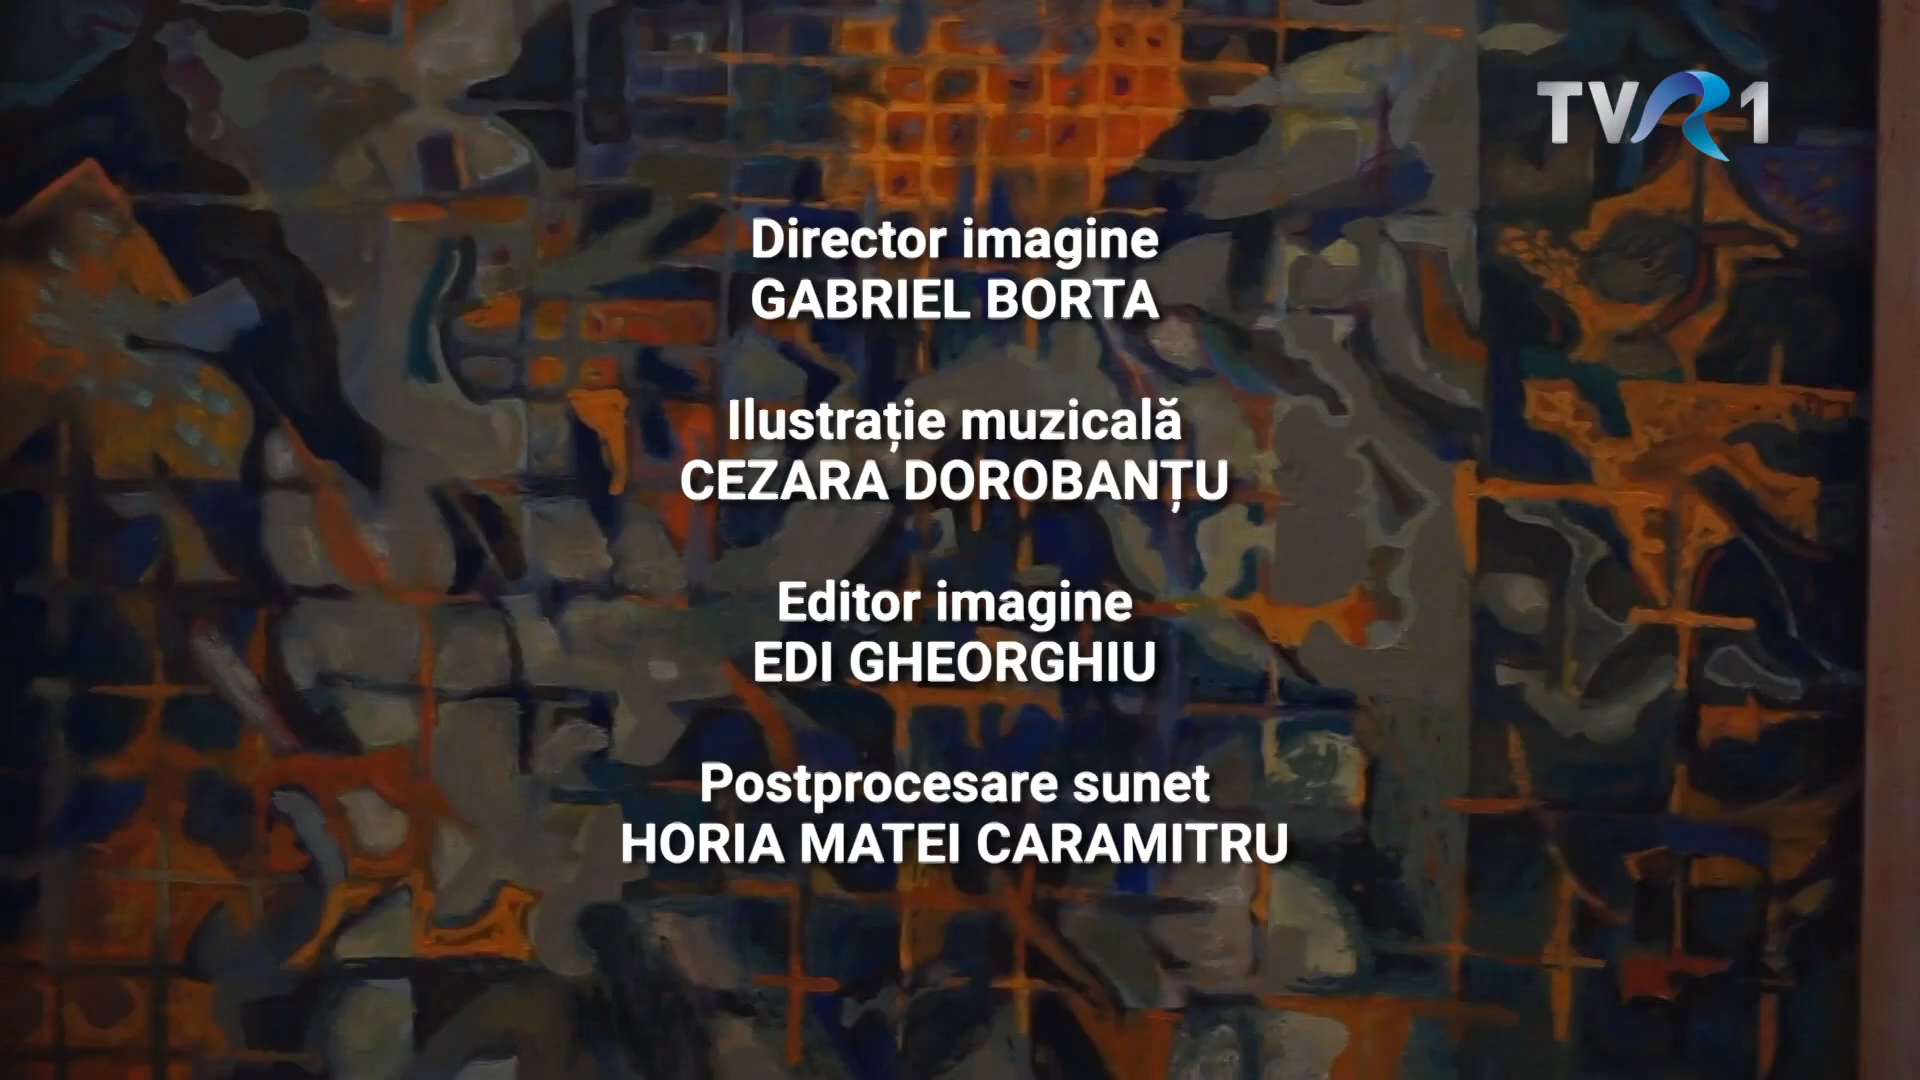 TVR1
Director imagine
GABRIEL BORTA
Ilustrație muzicală
CEZARA DOROBANȚU
Editor imagine
EDI GHEORGHIU
Postprocesare sunet
HORIA MATEI CARAMITRU